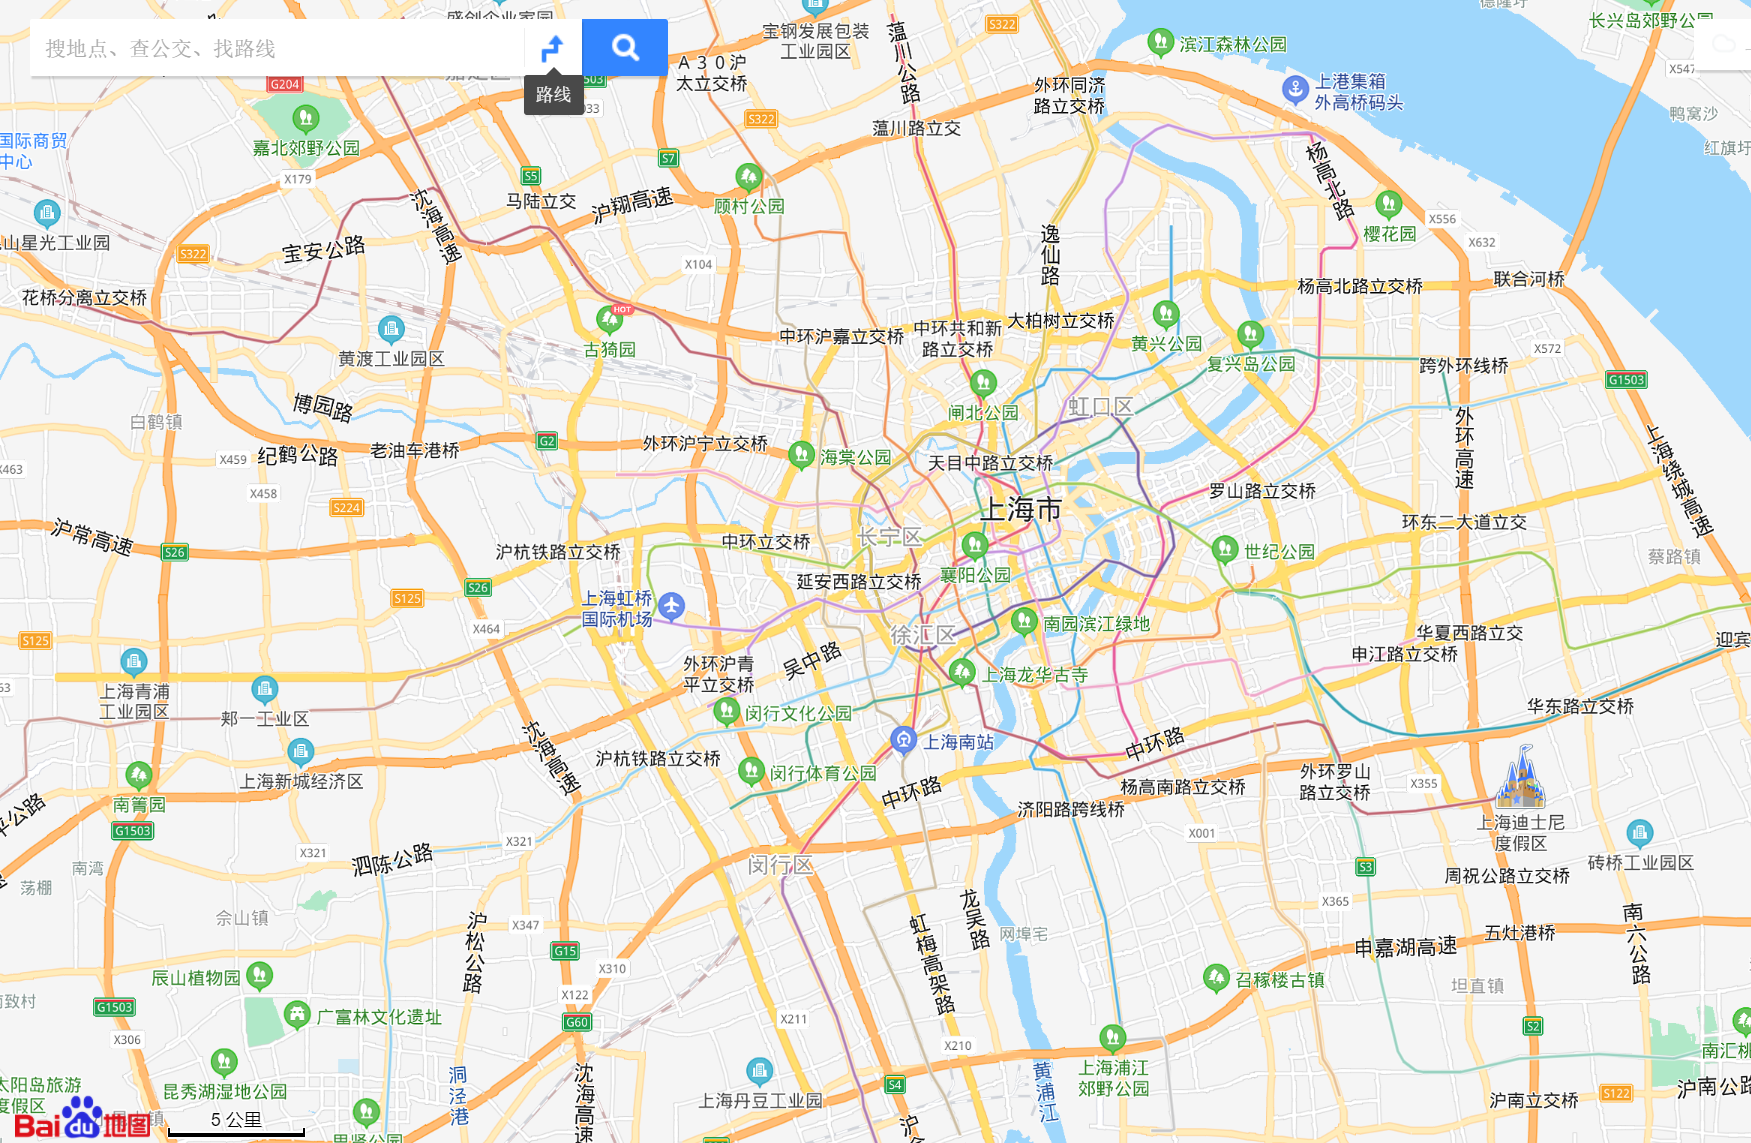 搜地点、查公交、找路线
路线
G204
S503
S322
宝钢发展包装
工业园区
Ａ３０沪
太立交桥
蕰川公路
滨江森林公园
长兴岛郊野公园
外环同济
路立交桥
上港集箱
外高桥码头
X547
鸭窝沙
红旗圩
国际商贸
中心
嘉北郊野公园
S322
蕰川路立交
X179
S5
S7
马陆立交
沪翔高速
顾村公园
沈海高速
杨高北路
樱花园
X556
X632
山星光工业园
S322
宝安公路
X104
逸仙路
花桥分离立交桥
杨高北路立交桥
联合河桥
HOT
古猗园
黄渡工业园区
中环沪嘉立交桥
中环共和新
路立交桥
大柏树立交桥
黄兴公园
复兴岛公园
X572
跨外环线桥
G1503
博园路
白鹤镇
闸北公园
虹口区
外环高速
上海绕城高速
纪鹤公路
X459
老油车港桥
G2
外环沪宁立交桥
海棠公园
天目中路立交桥
X463
X458
S224
上海市
罗山路立交桥
环东二大道立交
沪常高速
S26
沪杭铁路立交桥
中环立交桥
长宁区
襄阳公园
世纪公园
蔡路镇
S26
S125
延安西路立交桥
上海虹桥
国际机场
南园滨江绿地
S125
X464
徐汇区
华夏西路立交
申江路立交桥
迎宾
外环沪青
平立交桥
吴中路
上海龙华古寺
上海青浦
工业园区
郏一工业区
闵行文化公园
华东路立交桥
沈海高速
上海南站
中环路
上海新城经济区
沪杭铁路立交桥
闵行体育公园
中环路
杨高南路立交桥
外环罗山
路立交桥
X355
南箐园
平公路
济阳路跨线桥
上海迪士尼
度假区
G1503
X001
砖桥工业园区
X321
X321
泗陈公路
南湾
荡棚
闵行区
S3
周祝公路立交桥
佘山镇
沪松公路
X347
龙吴路
网埠宅
X365
南六公路
虹梅高架路
五灶港桥
申嘉湖高速
G15
X310
辰山植物园
召稼楼古镇
坦直镇
X122
G1503
南致村
广富林文化遗址
G60
X211
S2
X306
X210
昆秀湖湿地公园
太阳岛旅游
度假区
洞泾港
沈海高速
S4
上海丹豆工业园
黄浦江
上海浦江
郊野公园
南汇桃
沪南公路
S122
沪南立交桥
Baidu地图
5 公里